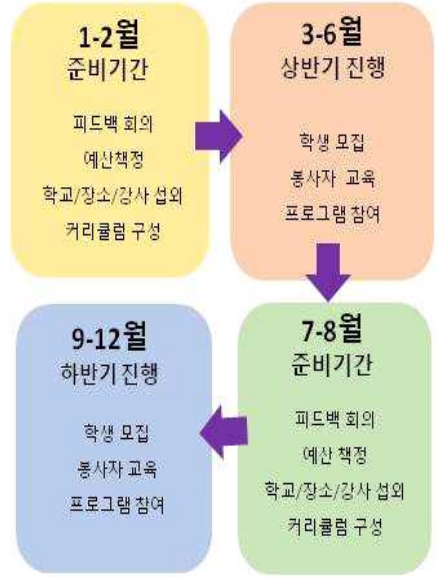 1-2월
준비기간
피드백 회의
예산책정
학교/장소/강사 섭외
커리큘럼 구성
3-6월
상반기 진행
학생 모집
봉사자 교육
프로그램 참여
7-8월
준비기간
피드백 회의
예산 책정
학교/장소/강사 섭외
커리큘럼 구성
9-12월
하반기 진행
학생 모집
봉사자 교육
프로그램 참여